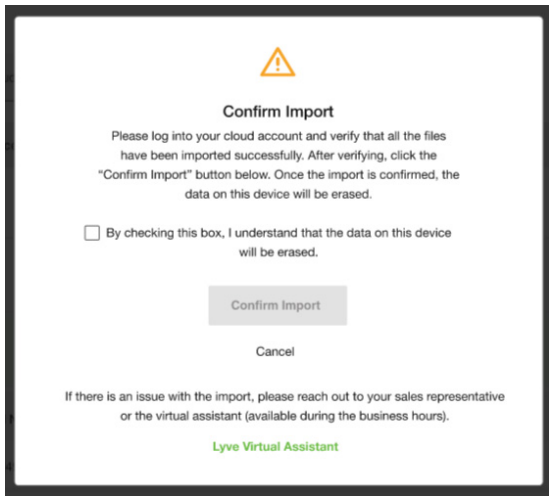 Confirm Import
Please log into your cloud account and verify that all the files
have been imported successfully. After verifying, click the
“Confirm Import” button below. Once the import is confirmed, the
data on this device will be erased.
By checking this box, I understand that the data on this device
will be erased.
Confirm Import
Cancel
If there is an issue with the import, please reach out to your sales representative
or the virtual assistant (available during the business hours).
Lyve Virtual Assistant